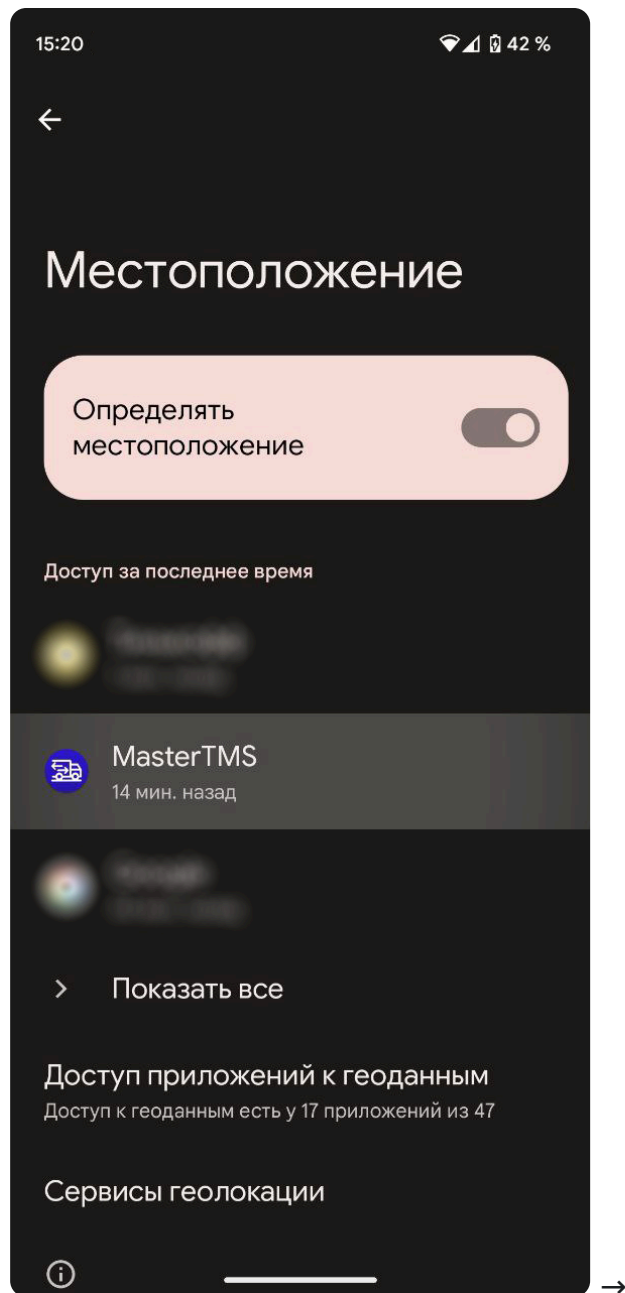 15:20
42 %
Местоположение
Определять
местоположение
Доступ за последнее время
MasterTMS
14 мин. назад
Показать все
Доступ приложений к геоданным
Доступ к геоданным есть у 17 приложений из 47
Сервисы геолокации